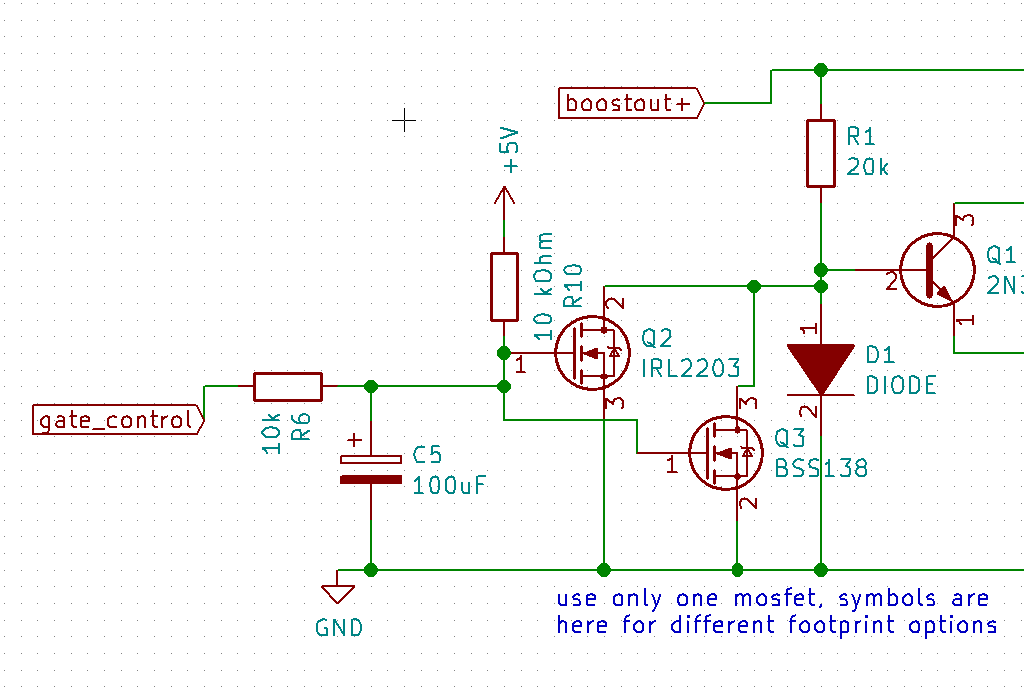 boostout+
+5V
R1
20k
10 kOhm
R10
3
2
Q1
1
2
Q2
IRL2203
1
3
1
2
D1
DIODE
gate_control
10k
R6
+
C5
100uF
3
1
2
Q3
BSS138
GND
use only one mosfet, symbols are
here for different footprint options